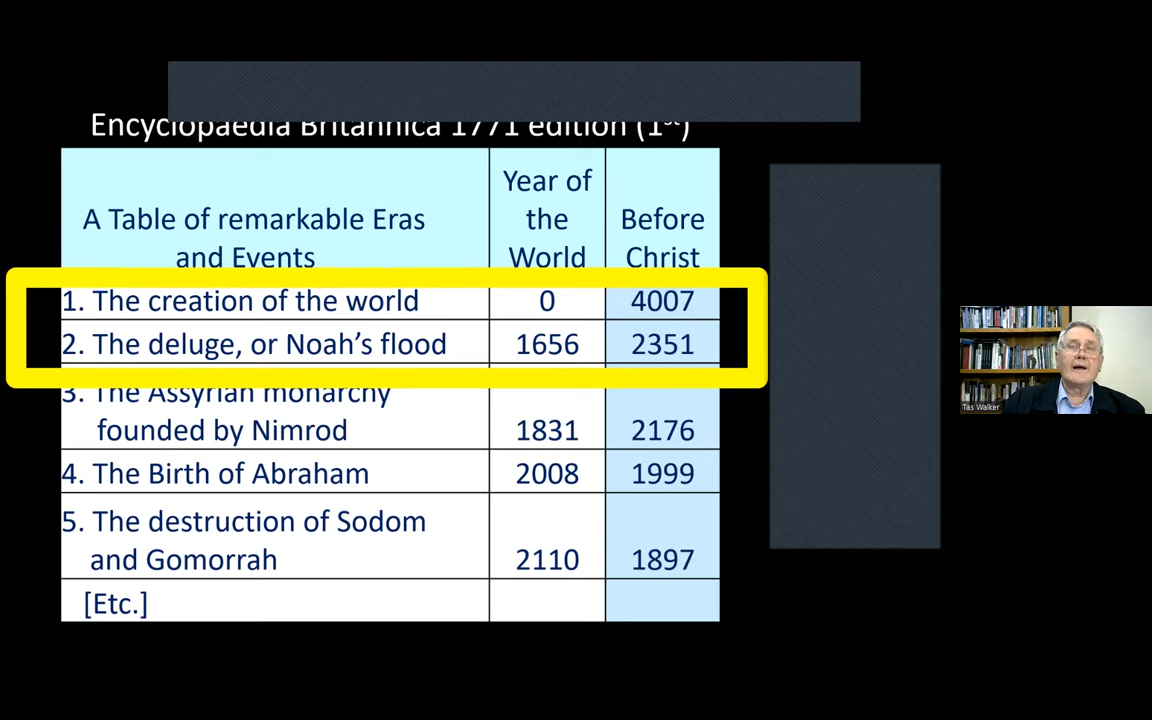 Encyclopaedia Britannica 1771 edition (1st)
A Table of remarkable Eras
and Events
Year of
the
World
Before
Christ
1. The creation of the world 0 4007
2. The deluge, or Noah’s flood 1656 2351
3. The Assyrian monarchy
founded by Nimrod 1831 2176
4. The Birth of Abraham 2008 1999
5. The destruction of Sodom
and Gomorrah 2110 1897
[Etc.]
Tas Walker